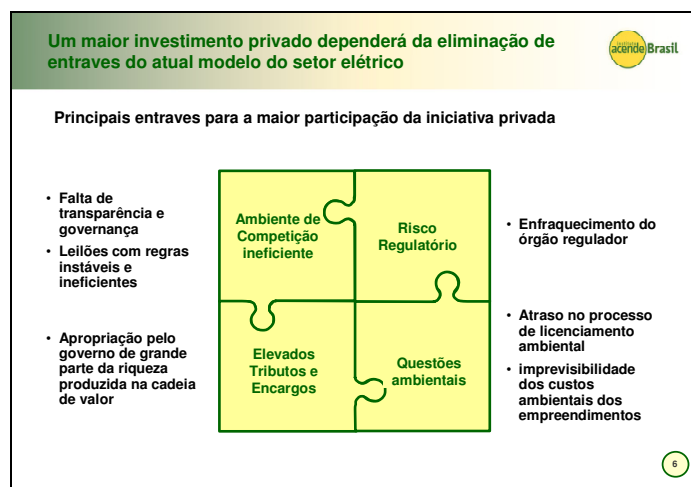 Um maior investimento privado dependerá da eliminação de
entraves do atual modelo do setor elétrico
acende Brasil
Principais entraves para a maior participação da iniciativa privada
• Falta de
transparência e
governança
• Leilões com regras
instáveis e
ineficientes
• Apropriação pelo
governo de grande
parte da riqueza
produzida na cadeia
de valor
Ambiente de
Competição
ineficiente
Risco
Regulatório
Elevados
Tributos e
Encargos
Questões
ambientais
• Enfraquecimento do
órgão regulador
• Atraso no processo
de licenciamento
ambiental
• imprevisibilidade
dos custos
ambientais dos
empreendimentos
6